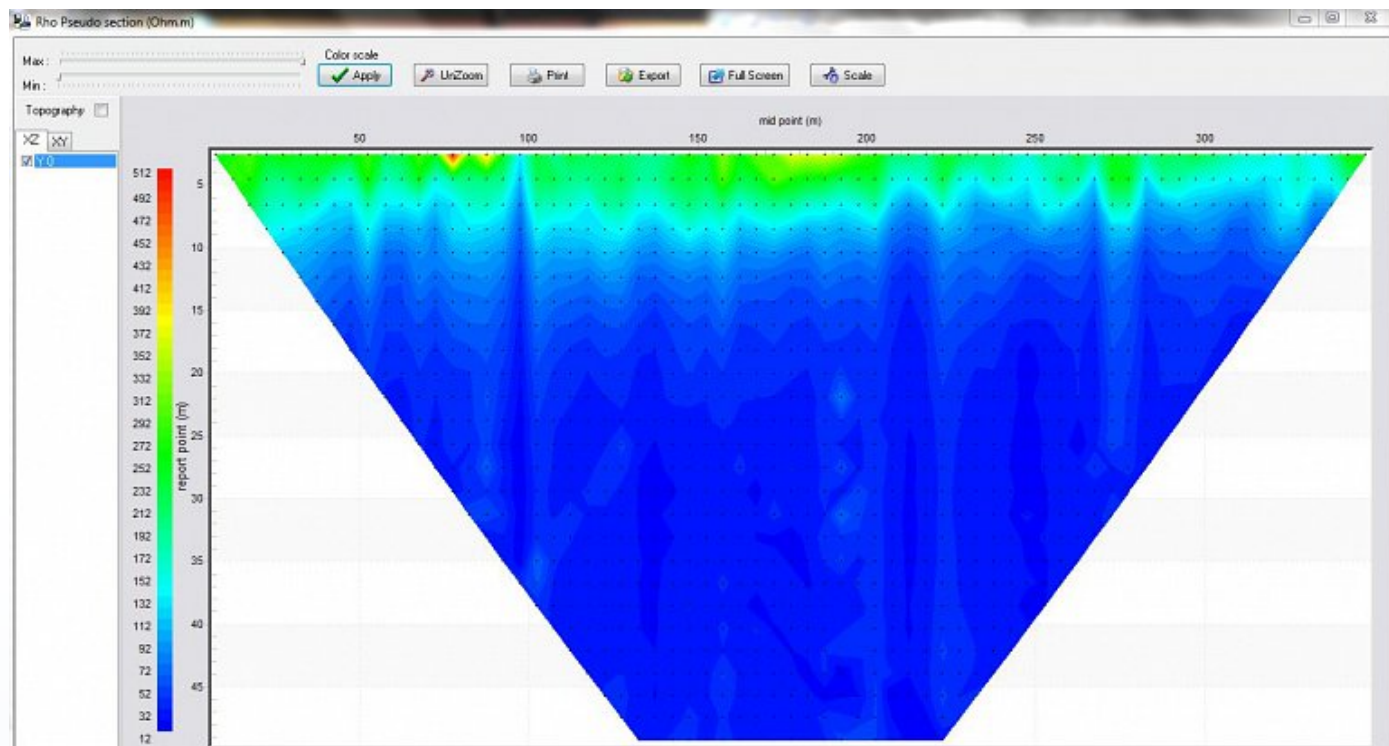 Rho Pseudo section (Ohm.m)
Max :
Min :
Color scale
Apply
UnZoom
Print
Export
Full Screen
Scale
Topography
XZ
XY
Y 0
mid point (m)
50 100 150 200 250 300
report point (m)
5
10
15
20
25
30
35
40
45
512
492
472
452
432
412
392
372
352
332
312
292
272
252
232
212
192
172
152
132
112
92
72
52
32
12